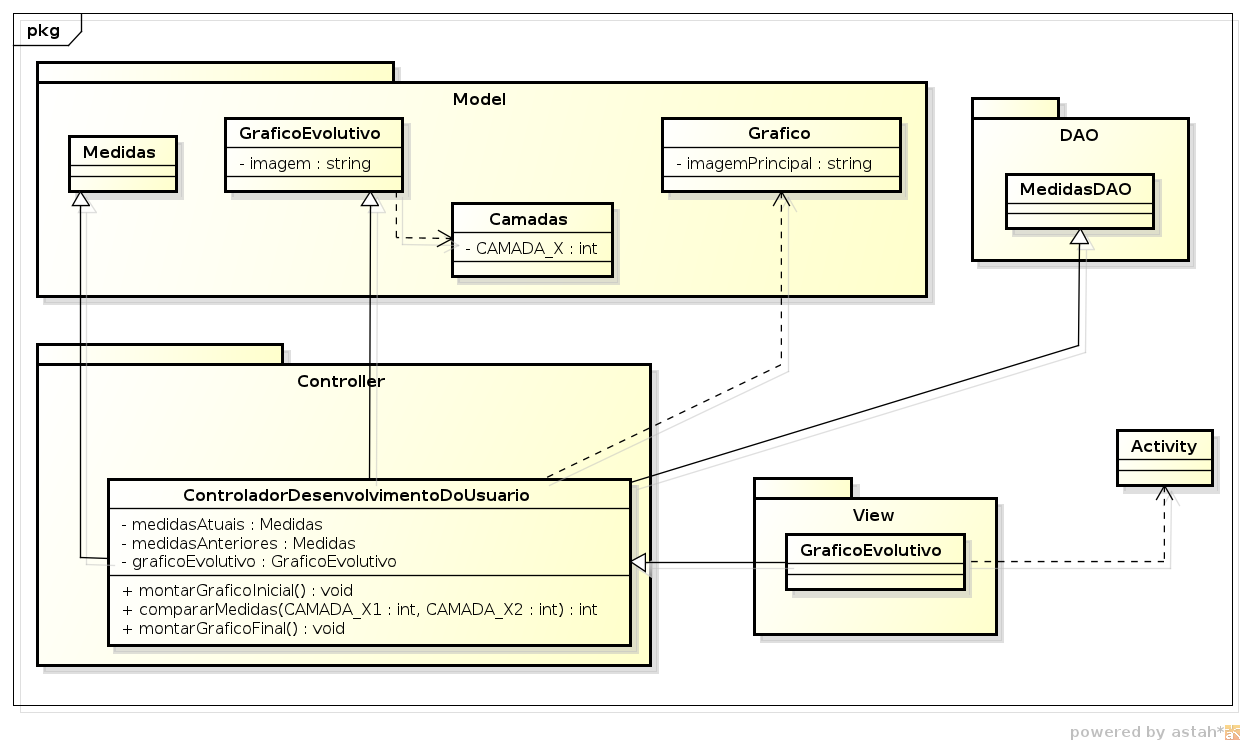 pkg
Model
Medidas
GraficoEvolutivo
- imagem : string
Camadas
- CAMADA_X : int
Grafico
- imagemPrincipal : string
DAO
MedidasDAO
Controller
ControladorDesenvolvimentoDoUsuario
- medidasAtuais : Medidas
- medidasAnteriores : Medidas
- graficoEvolutivo : GraficoEvolutivo
+ montarGraficoInicial() : void
+ compararMedidas(CAMADA_X1 : int, CAMADA_X2 : int) : int
+ montarGraficoFinal() : void
View
GraficoEvolutivo
Activity
powered by astah*